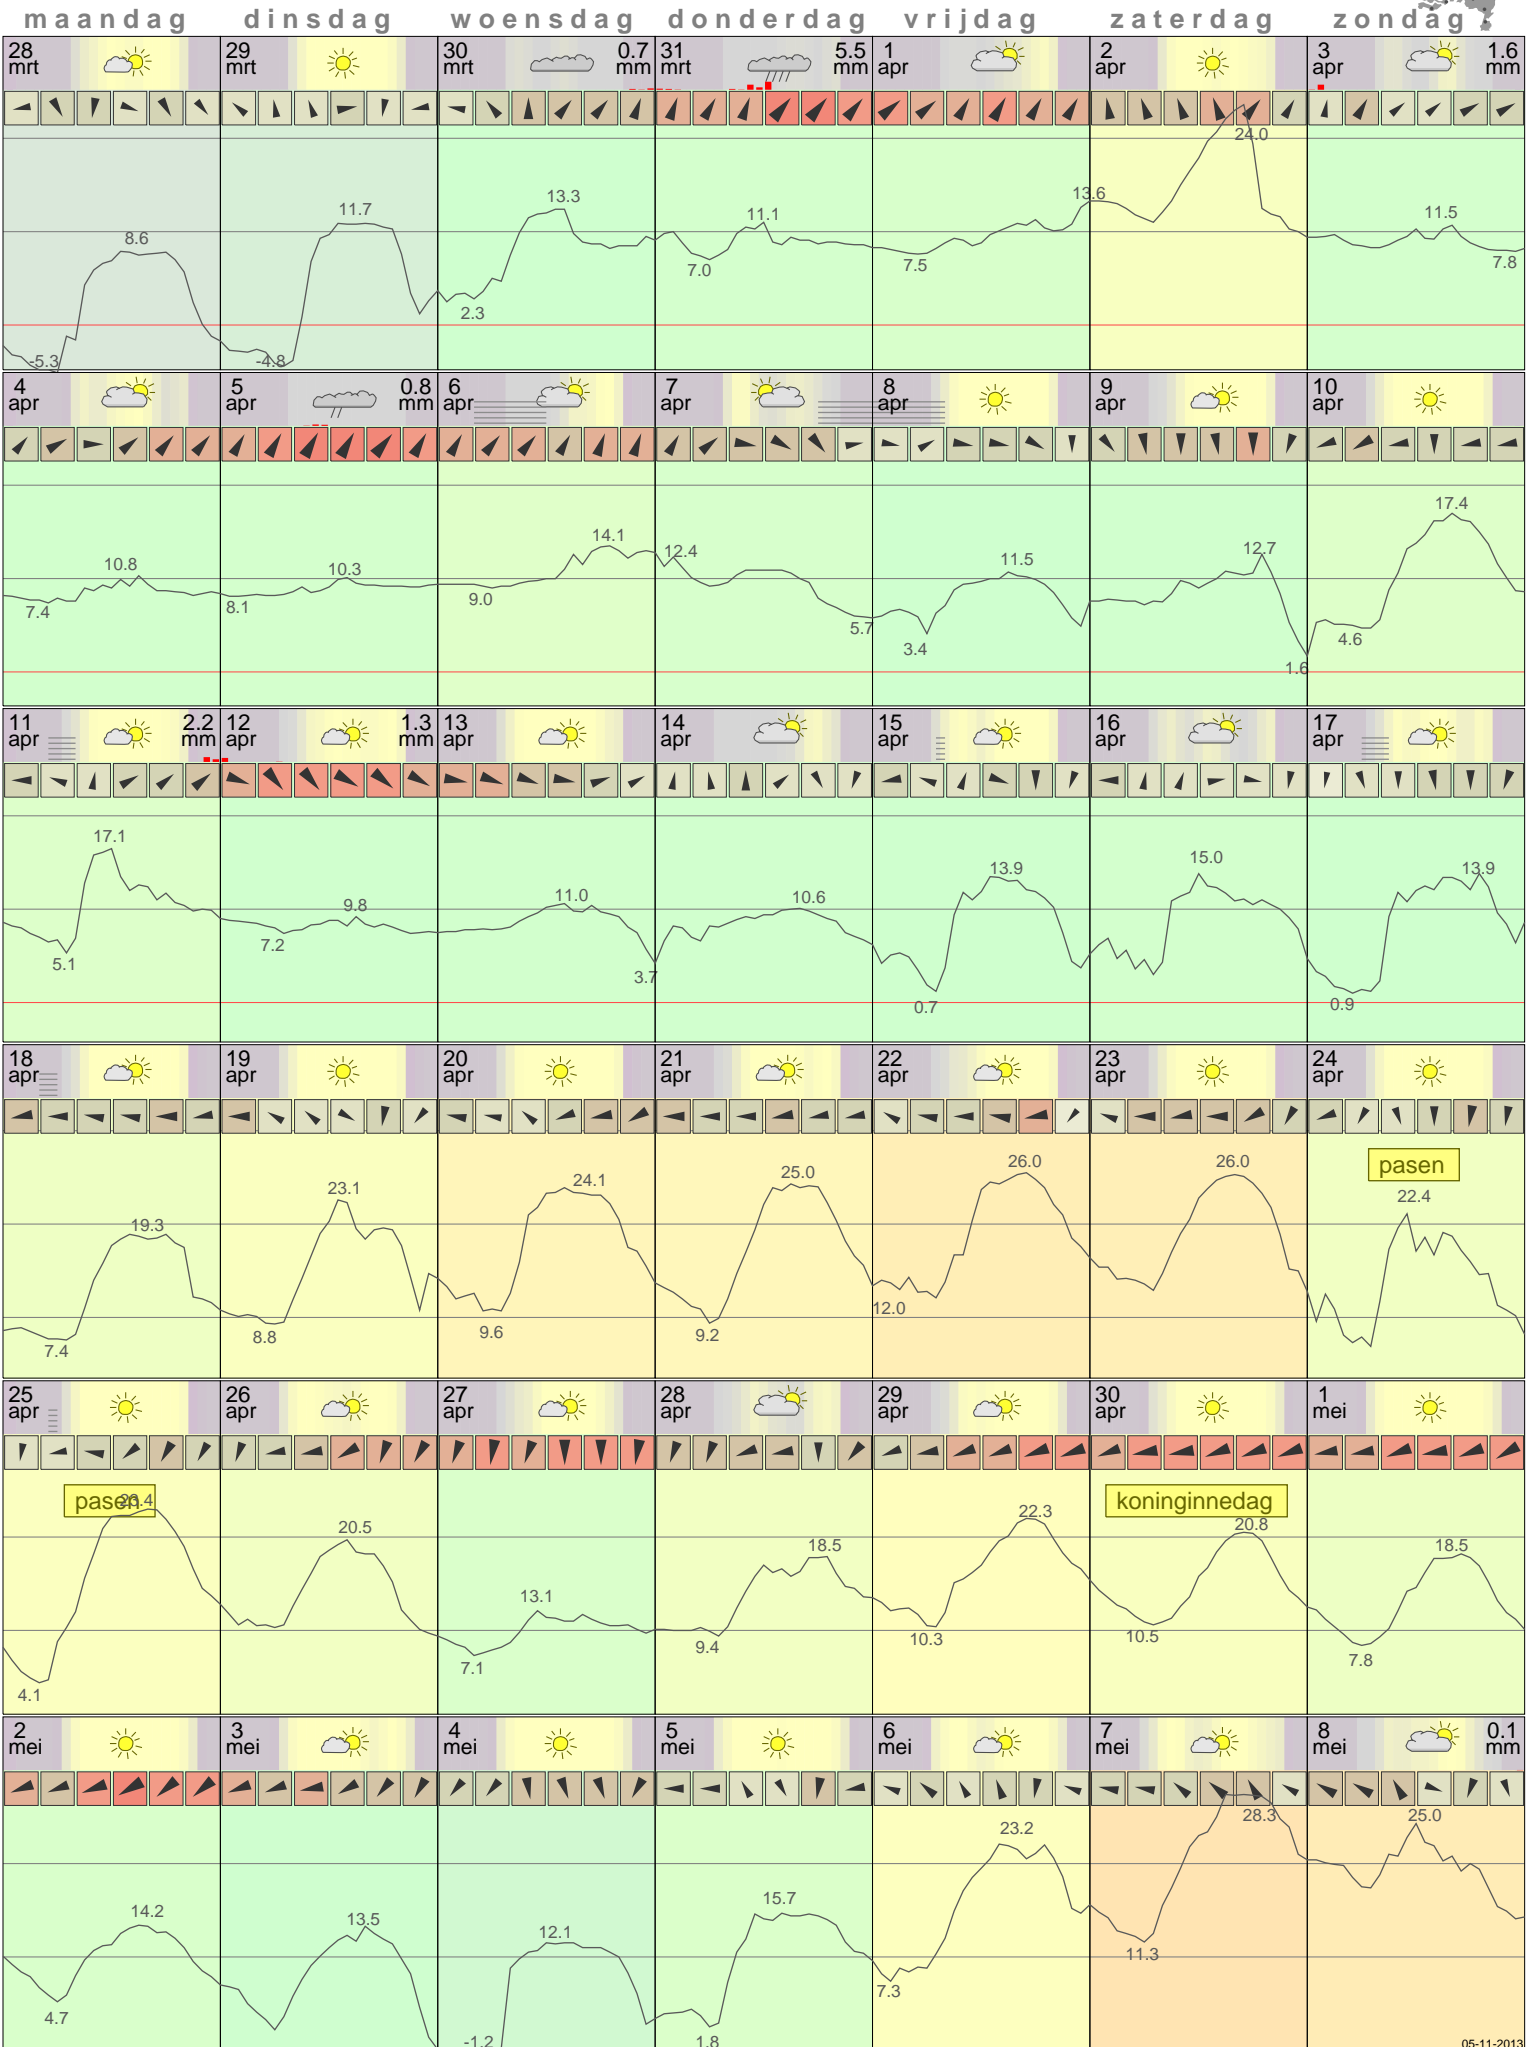 maandag dinsdag woensdag donderdag vrijdag zaterdag zondag
28 29 30 0.7 31 5.5 1 2 3 1.6
mrt mrt mrt mm mrt mm apr apr apr mm
24.0
13.3 13.6
11.7 11.1 11.5
8.6
7.0 7.5 7.8
2.3
-5.3 -4.8
4 5 0.8 6 7 8 9 10
apr apr mm apr apr apr apr apr
17.4
14.1
12.4 12.7
10.8 10.3 11.5
7.4 8.1 9.0
5.7 4.6
3.4
1.6
11 2.2 12 1.3 13 14 15 16 17
apr mm apr mm apr apr apr apr apr
17.1
15.0
13.9 13.9
9.8 11.0 10.6
7.2
5.1
3.7
0.7 0.9
18 19 20 21 22 23 24
apr apr apr apr apr apr apr
26.0 26.0 pasen
23.1 24.1 25.0
22.4
19.3
12.0
7.4 8.8 9.6 9.2
25 26 27 28 29 30 1
apr apr apr apr apr apr mei
pasen 23.4 koninginnedag
22.3
20.5 20.8
18.5 18.5
13.1
10.3 10.5
9.4
7.1 7.8
4.1
2 3 4 5 6 7 8 0.1
mei mei mei mei mei mei mei mm
28.3 25.0
23.2
15.7
14.2 13.5
12.1
11.3
7.3
4.7
-1.2 1.8
05-11-2013